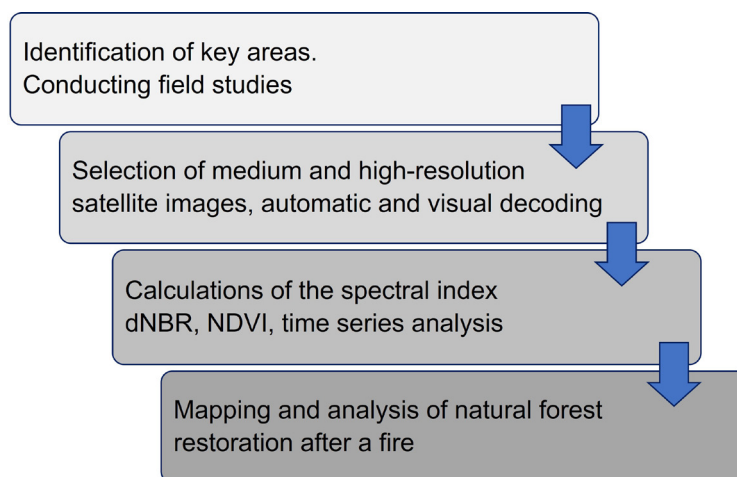 Identification of key areas.
Conducting field studies
Selection of medium and high-resolution
satellite images, automatic and visual decoding
Calculations of the spectral index
dNBR, NDVI, time series analysis
Mapping and analysis of natural forest
restoration after a fire